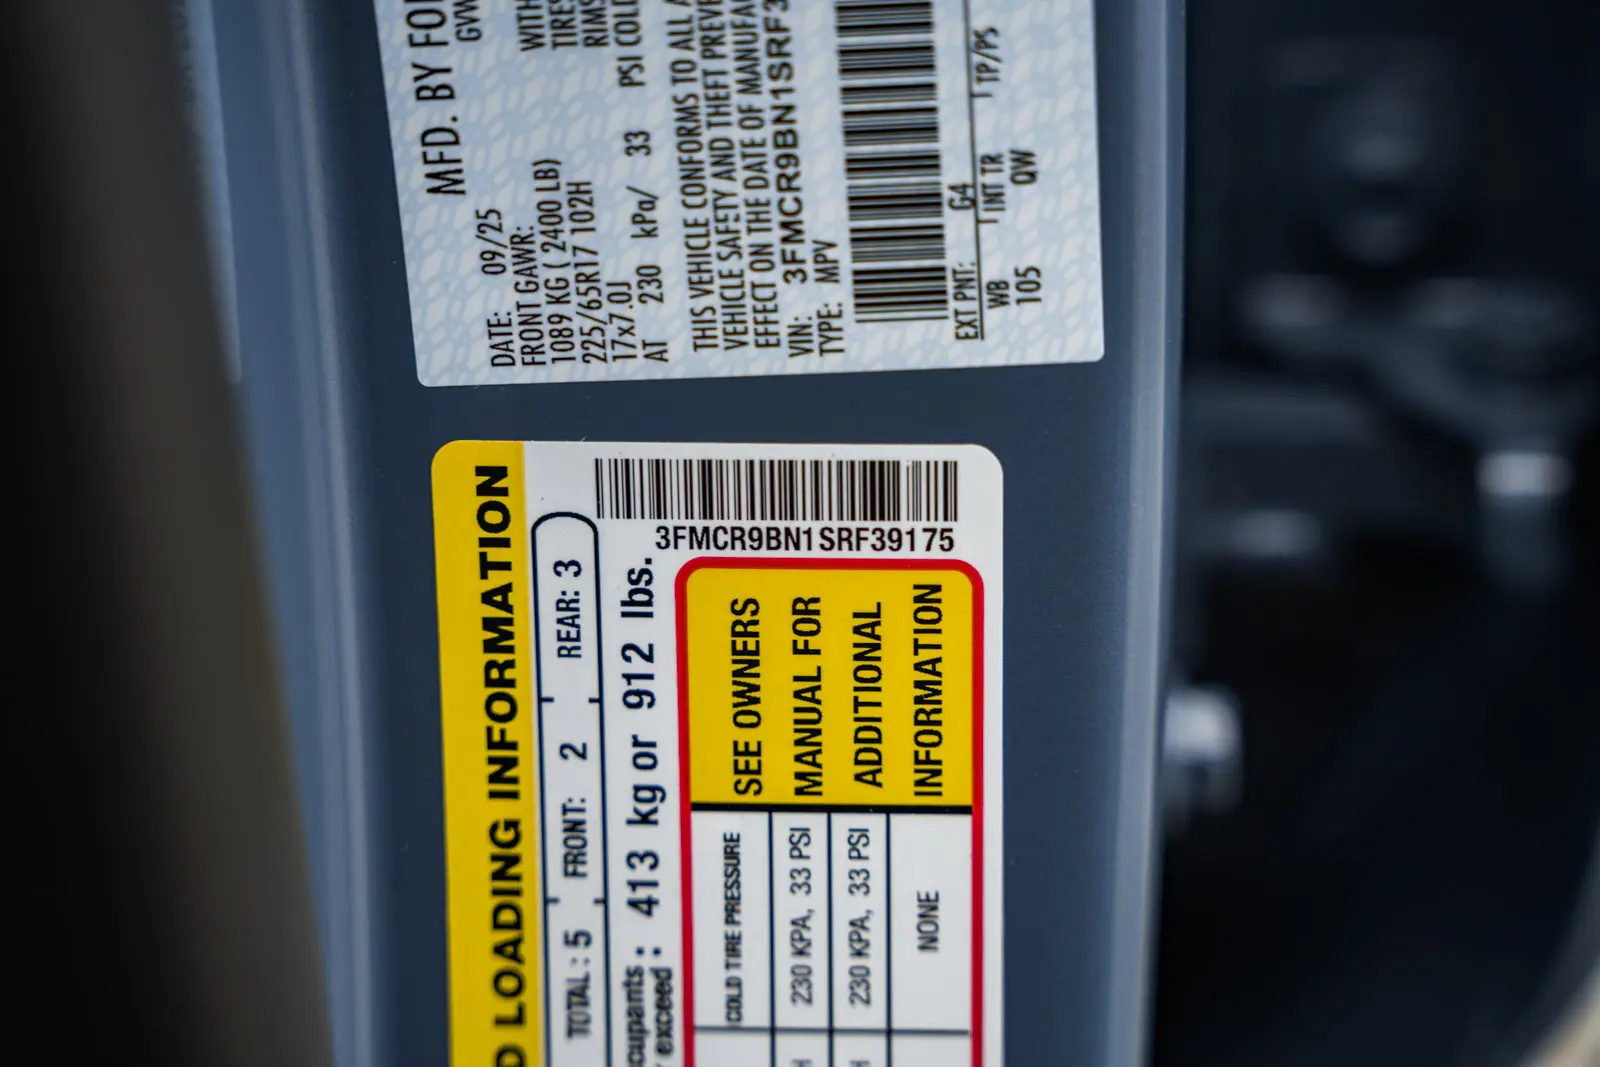 MFD. BY FO
GVW
DATE: 09/25
FRONT GAWR:
1089 KG ( 2400 LB)
225/65R17 102H
17x7.0J
AT 230 kPa/ 33 PSI COLD
WITH
TIRES
RIMS
THIS VEHICLE CONFORMS TO ALL A
VEHICLE SAFETY AND THEFT PREVE
EFFECT ON THE DATE OF MANUFA
VIN: 3FMCR9BN1SRF3
TYPE: MPV
EXT PNT: G4
WB INT TR TP/PS
105 QW
LOADING INFORMATION
TOTAL : 5 FRONT: 2 REAR: 3
cupants :
exceed : 413 kg or 912 lbs.
3FMCR9BN1SRF39175
COLD TIRE PRESSURE
230 KPA, 33 PSI
230 KPA, 33 PSI
NONE
SEE OWNERS
MANUAL FOR
ADDITIONAL
INFORMATION